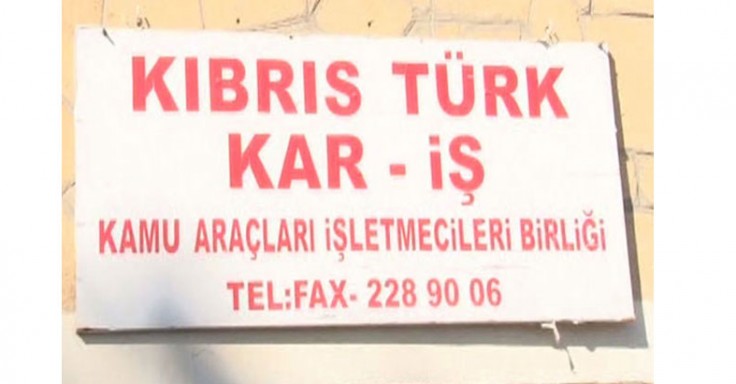 KIBRIS TÜRK
KAR - İŞ
KAMU ARAÇLARI İŞLETMECİLERİ BİRLİĞİ
TEL:FAX- 228 90 06